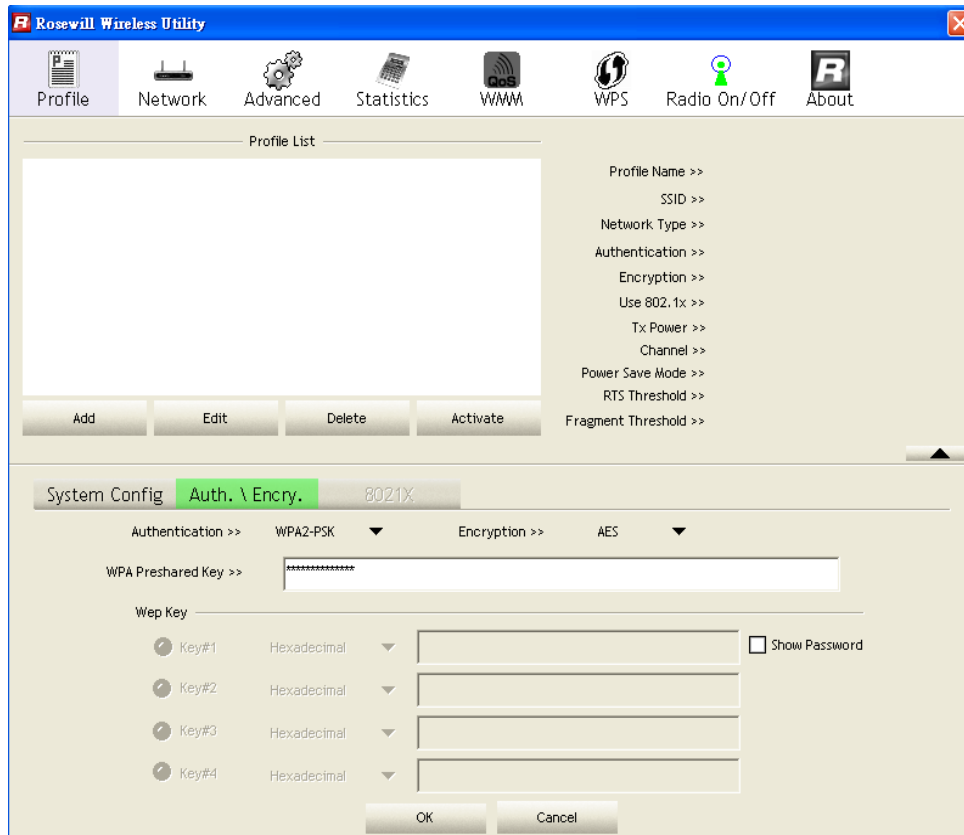 Rosewill Wireless Utility
Profile Network Advanced Statistics QoS WMM WPS Radio On/Off About
Profile List
Profile Name >>
SSID >>
Network Type >>
Authentication >>
Encryption >>
Use 802.1x >>
Tx Power >>
Channel >>
Power Save Mode >>
RTS Threshold >>
Fragment Threshold >>
Add Edit Delete Activate
System Config Auth. \ Encry. 8021X
Authentication >> WPA2-PSK Encryption >> AES
WPA Preshared Key >> **************
Wep Key
Key#1 Hexadecimal Show Password
Key#2 Hexadecimal
Key#3 Hexadecimal
Key#4 Hexadecimal
OK Cancel